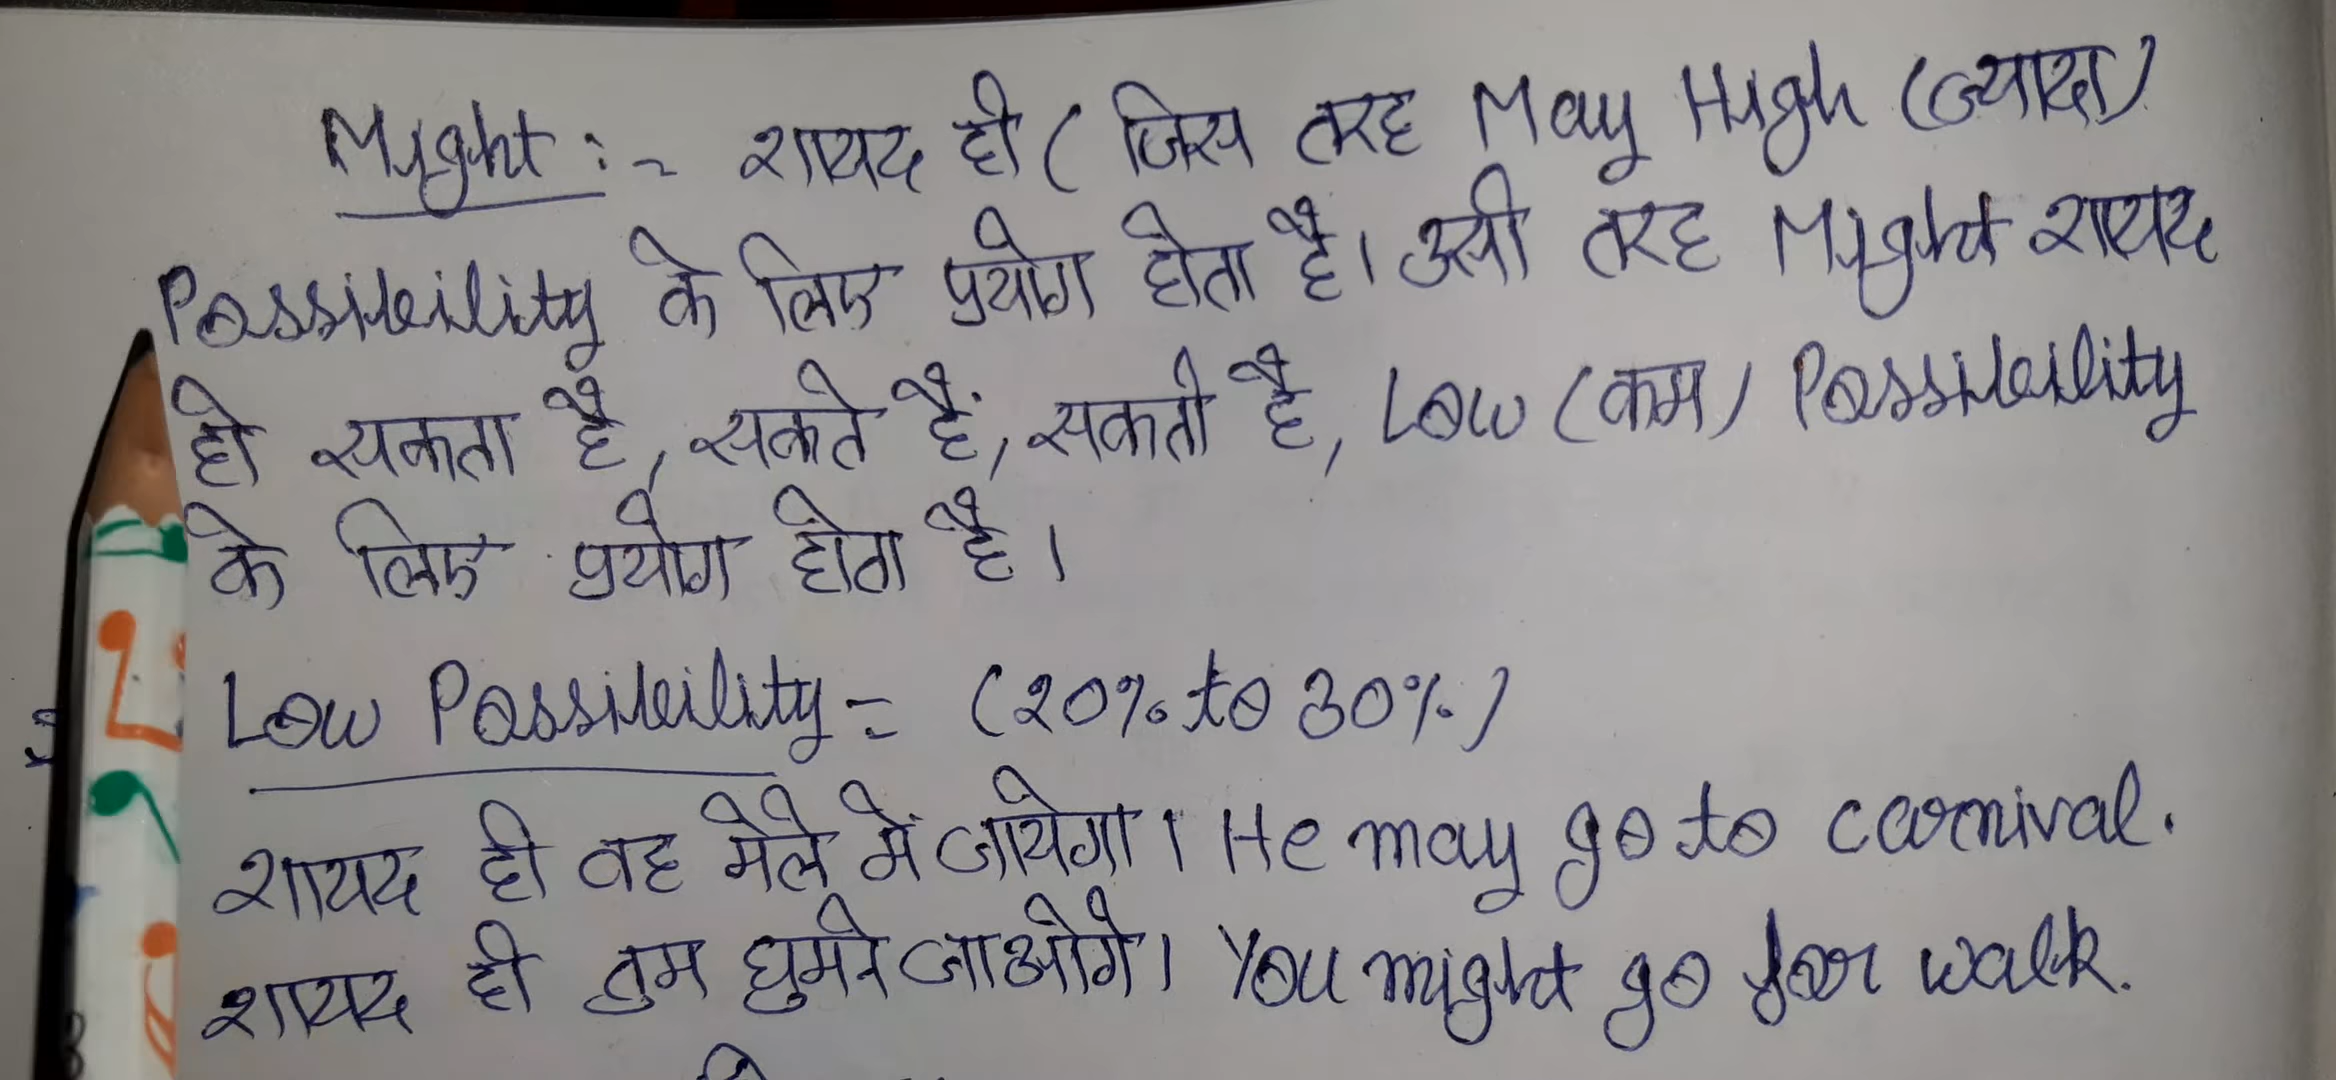 Might :- शायद ही ( जिस तरह May High (ज्यादा)
Possibility के लिए प्रयोग होता है। उसी तरह Might शायद
हो सकता है, सकते हैं, सकती है, Low (कम) Possibility
के लिए प्रयोग होता है।
Low Possibility = (20% to 30%)
शायद ही वह मेले में जायेगा। He may go to carnival.
शायद ही तुम घुमने जाओगे। You might go for walk.